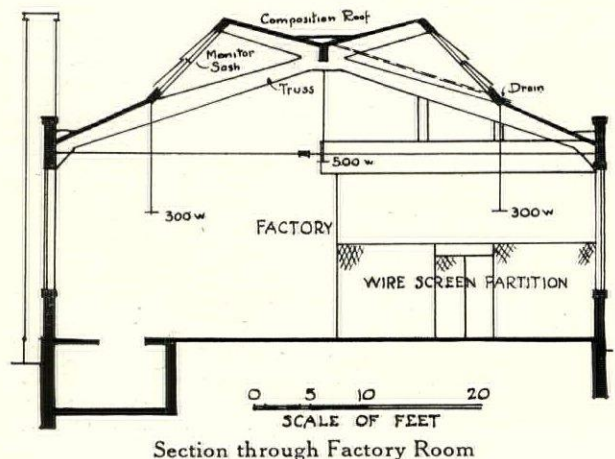 Composition Roof
Monitor Sash
Truss
Drain
500 w
300 w
300 w
FACTORY
WIRE SCREEN PARTITION
0 5 10 20
SCALE OF FEET
Section through Factory Room